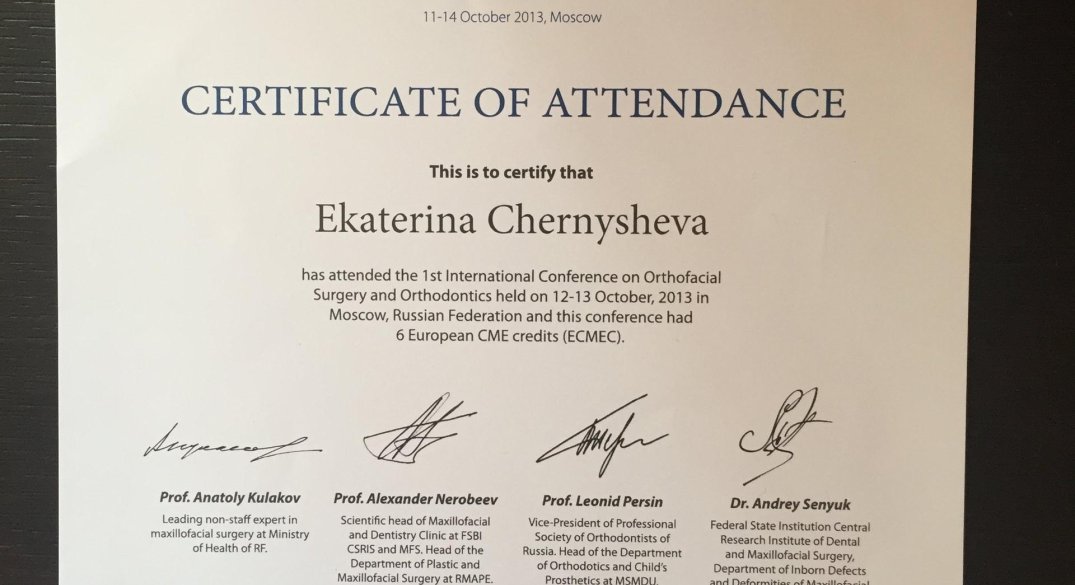 11-14 October 2013, Moscow
CERTIFICATE OF ATTENDANCE
This is to certify that
Ekaterina Chernysheva
has attended the 1st International Conference on Orthofacial
Surgery and Orthodontics held on 12-13 October, 2013 in
Moscow, Russian Federation and this conference had
6 European CME credits (ECMEC).
Prof. Anatoly Kulakov
Leading non-staff expert in
maxillofacial surgery at Ministry
of Health of RF.
Prof. Alexander Nerobeev
Scientific head of Maxillofacial
and Dentistry Clinic at FSBI
CSRIS and MFS. Head of the
Department of Plastic and
Maxillofacial Surgery at RMAPE.
Prof. Leonid Persin
Vice-President of Professional
Society of Orthodontists of
Russia. Head of the Department
of Orthodotics and Child's
Prosthetics at MSMDU.
Dr. Andrey Senyuk
Federal State Institution Central
Research Institute of Dental
and Maxillofacial Surgery,
Department of Inborn Defects
and Deformities of Maxillofacial